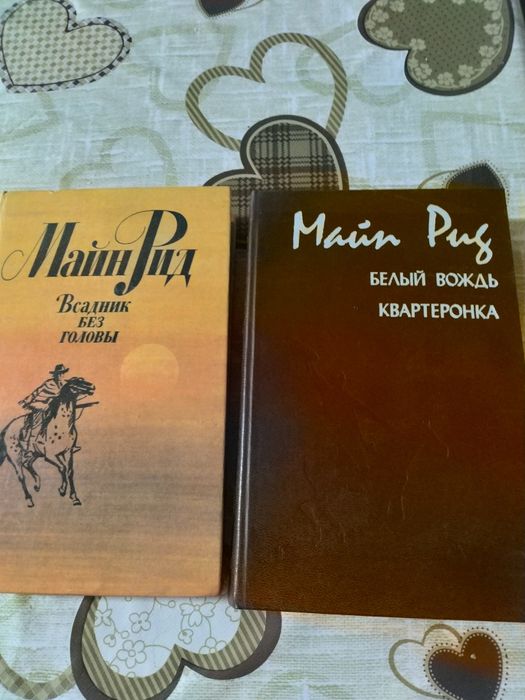 Майн Рид
Всадник
без
головы
Майн Рид
БЕЛЫЙ ВОЖДЬ
КВАРТЕРОНКА